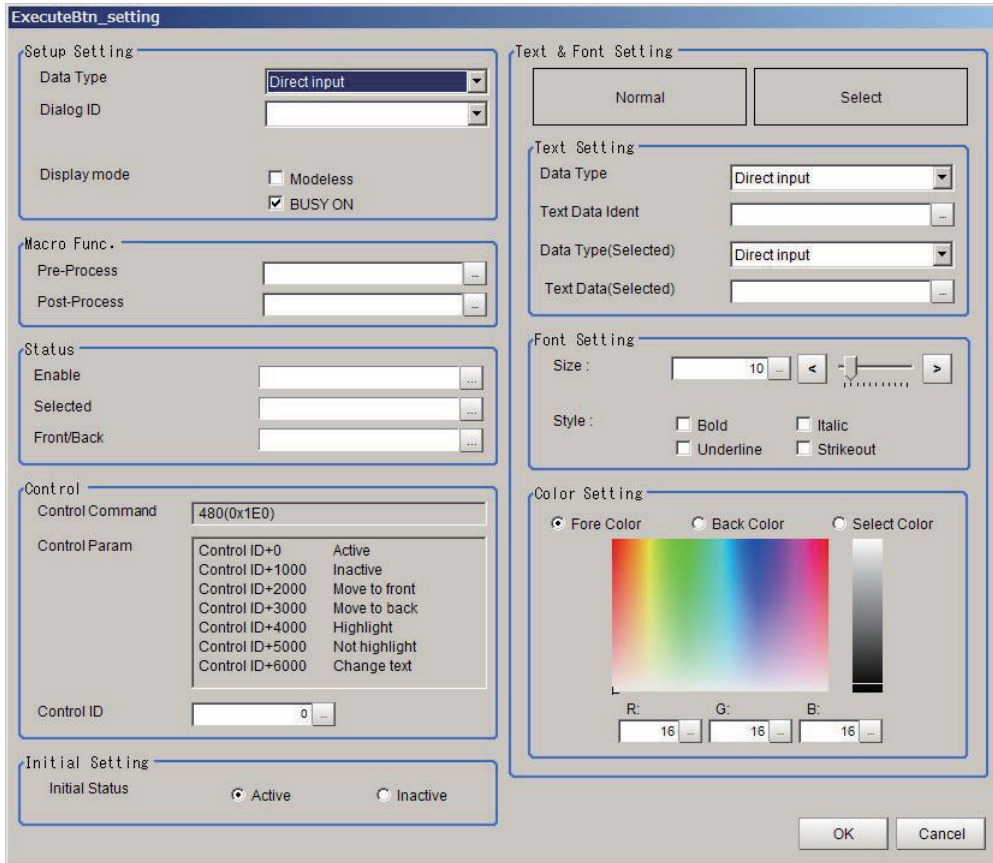 ExecuteBtn_setting
Setup Setting
Data Type Direct input
Dialog ID
Display mode Modeless
BUSY ON
Macro Func.
Pre-Process ...
Post-Process ...
Status
Enable ...
Selected ...
Front/Back ...
Control
Control Command 480(0x1E0)
Control Param
Control ID+0 Active
Control ID+1000 Inactive
Control ID+2000 Move to front
Control ID+3000 Move to back
Control ID+4000 Highlight
Control ID+5000 Not highlight
Control ID+6000 Change text
Control ID 0 ...
Initial Setting
Initial Status Active Inactive
Text & Font Setting
Normal Select
Text Setting
Data Type Direct input
Text Data Ident ...
Data Type(Selected) Direct input
Text Data(Selected) ...
Font Setting
Size : 10 ... < >
Style : Bold Italic
Underline Strikeout
Color Setting
Fore Color Back Color Select Color
R: G: B:
16 ... 16 ... 16 ...
OK Cancel